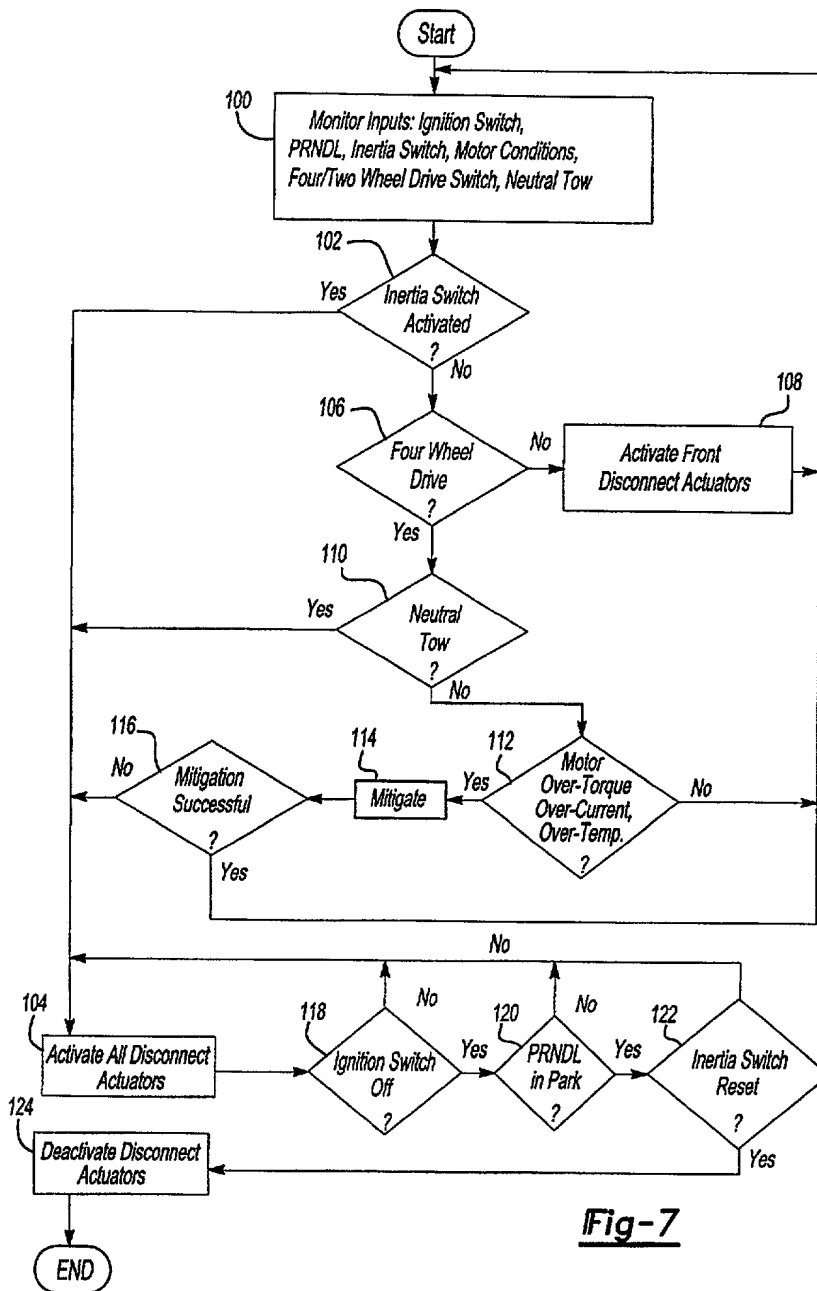 Start
100
Monitor Inputs: Ignition Switch,
PRNDL, Inertia Switch, Motor Conditions,
Four/Two Wheel Drive Switch, Neutral Tow
102
Yes
Inertia Switch
Activated
?
No
106
Four Wheel
Drive
?
No
108
Activate Front
Disconnect Actuators
Yes
110
Yes
Neutral
Tow
?
No
116
No
Mitigation
Successful
?
Yes
114
Mitigate
Yes
112
Motor
Over-Torque
Over-Current,
Over-Temp.
?
No
No
104
Activate All Disconnect
Actuators
118
No
Ignition Switch
Off
?
Yes
120
No
PRNDL
in Park
?
Yes
122
Inertia Switch
Reset
?
Yes
124
Deactivate Disconnect
Actuators
END
Fig-7